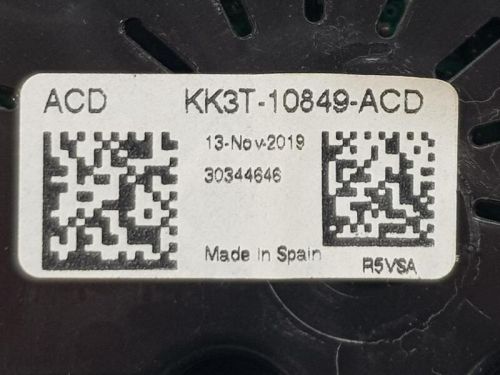 ACD KK3T-10849-ACD
13-Nov-2019
30344646
Made in Spain
R5VSA